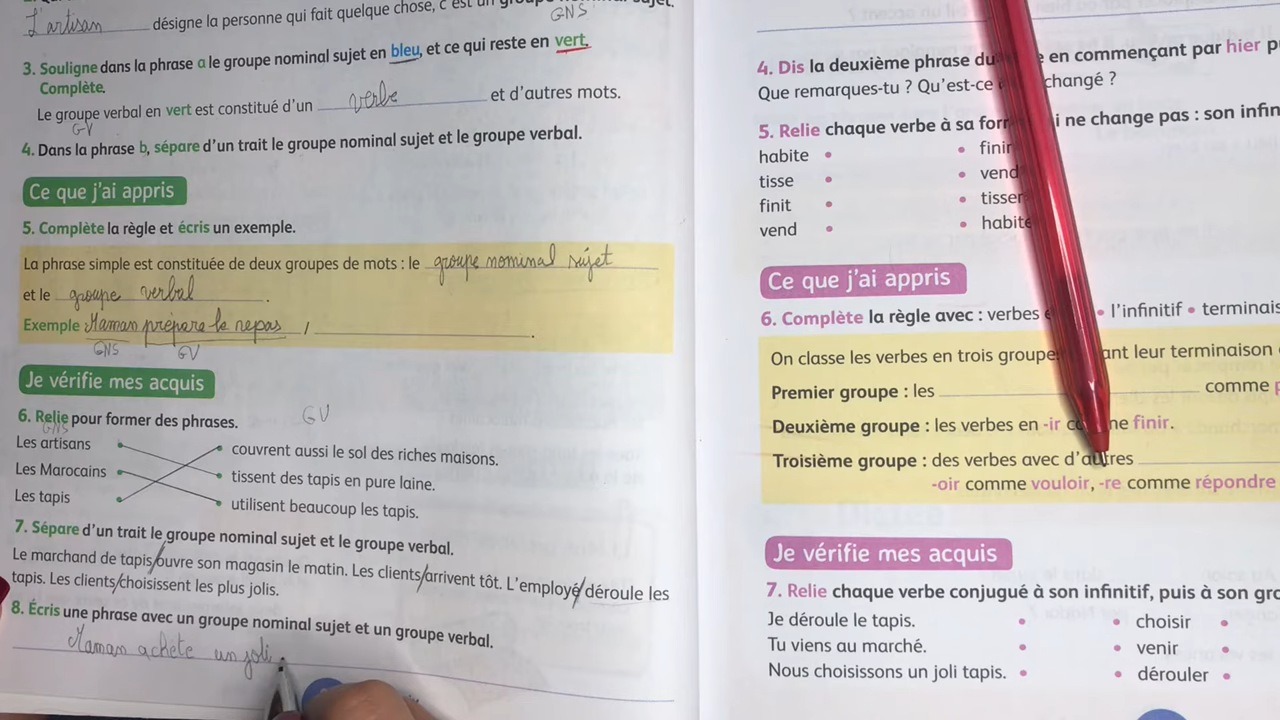 L'artisan désigne la personne qui fait quelque chose, c'est un groupe nominal sujet.
GNS
3. Souligne dans la phrase a le groupe nominal sujet en bleu, et ce qui reste en vert.
Complète.
Le groupe verbal en vert est constitué d'un verbe et d'autres mots.
GV
4. Dans la phrase b, sépare d'un trait le groupe nominal sujet et le groupe verbal.
Ce que j'ai appris
5. Complète la règle et écris un exemple.
La phrase simple est constituée de deux groupes de mots : le groupe nominal sujet
et le groupe verbal.
Exemple Maman prépare le repas / .
GNS GV
Je vérifie mes acquis
6. Relie pour former des phrases.
GNS GV
Les artisans couvrent aussi le sol des riches maisons.
Les Marocains tissent des tapis en pure laine.
Les tapis utilisent beaucoup les tapis.
7. Sépare d'un trait le groupe nominal sujet et le groupe verbal.
Le marchand de tapis/ouvre son magasin le matin. Les clients/arrivent tôt. L'employé/déroule les
tapis. Les clients/choisissent les plus jolis.
8. Écris une phrase avec un groupe nominal sujet et un groupe verbal.
Maman achète un joli
4. Dis la deuxième phrase du en commençant par hier
Que remarques-tu ? Qu'est-ce changé ?
5. Relie chaque verbe à sa ne change pas : son
habite • • finir
tisse • • vend
finit • • tisser
vend • • habite
Ce que j'ai appris
6. Complète la règle avec : verbes • l'infinitif •
On classe les verbes en trois leur terminaison
Premier groupe : les comme
Deuxième groupe : les verbes en -ir finir.
Troisième groupe : des verbes avec d'autres
-oir comme vouloir, -re comme répondre
Je vérifie mes acquis
7. Relie chaque verbe conjugué à son infinitif, puis à son
Je déroule le tapis. • • choisir •
Tu viens au marché. • • venir •
Nous choisissons un joli tapis. • • dérouler •